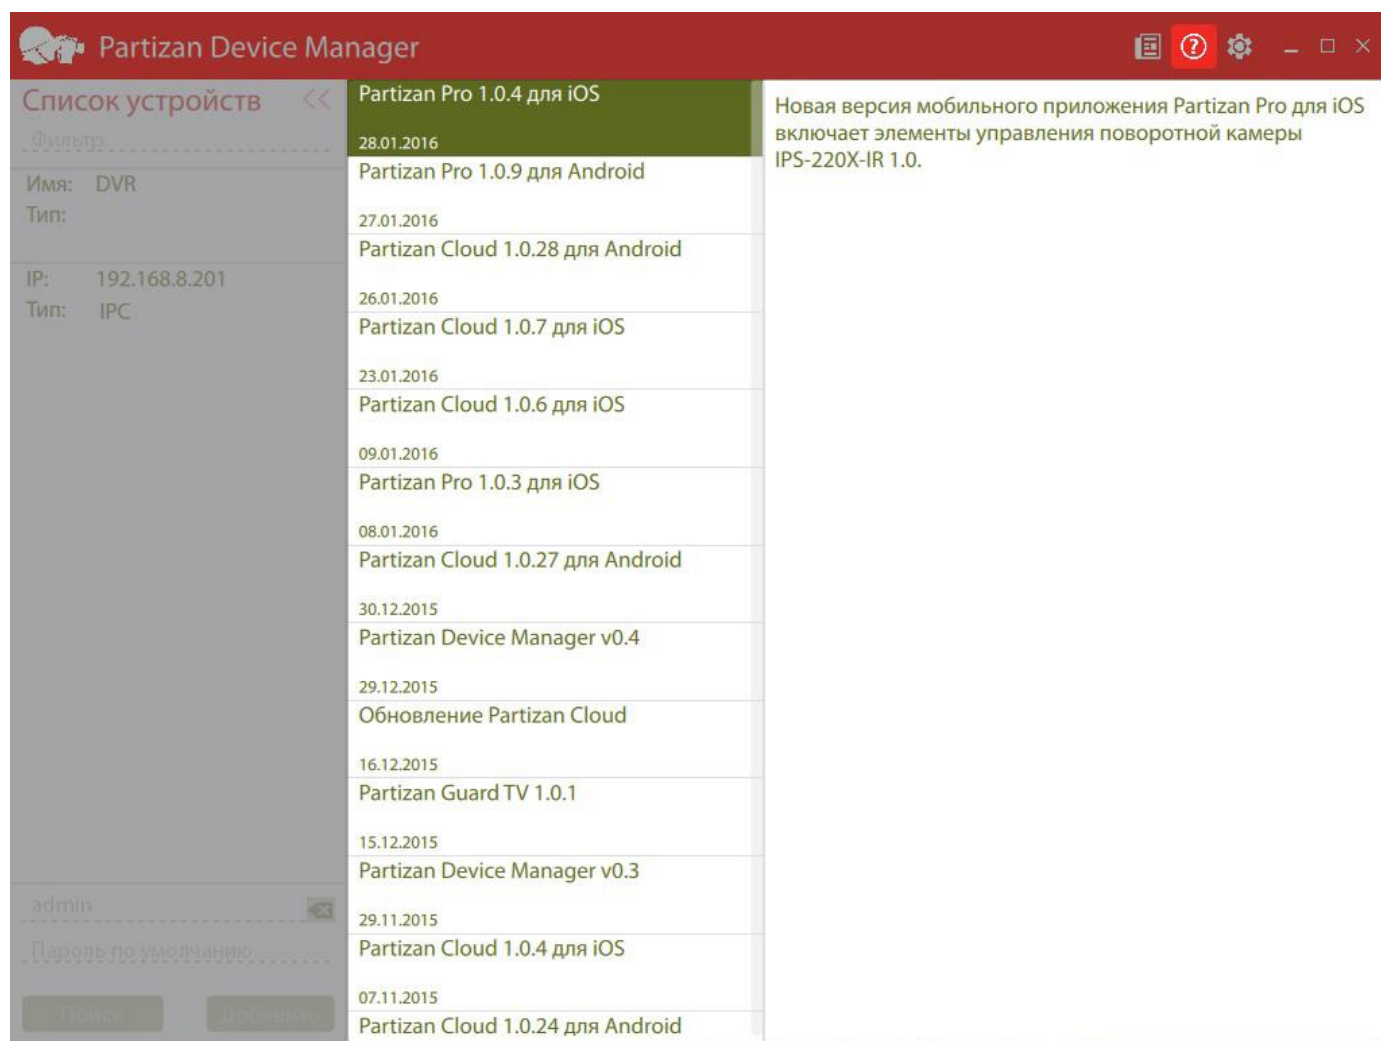 Partizan Device Manager
Список устройств <<
Фильтр
Имя: DVR
Тип:
IP: 192.168.8.201
Тип: IPC
admin
Пароль по умолчанию
Поиск Добавить
Partizan Pro 1.0.4 для iOS
28.01.2016
Partizan Pro 1.0.9 для Android
27.01.2016
Partizan Cloud 1.0.28 для Android
26.01.2016
Partizan Cloud 1.0.7 для iOS
23.01.2016
Partizan Cloud 1.0.6 для iOS
09.01.2016
Partizan Pro 1.0.3 для iOS
08.01.2016
Partizan Cloud 1.0.27 для Android
30.12.2015
Partizan Device Manager v0.4
29.12.2015
Обновление Partizan Cloud
16.12.2015
Partizan Guard TV 1.0.1
15.12.2015
Partizan Device Manager v0.3
29.11.2015
Partizan Cloud 1.0.4 для iOS
07.11.2015
Partizan Cloud 1.0.24 для Android
Новая версия мобильного приложения Partizan Pro для iOS
включает элементы управления поворотной камеры
IPS-220X-IR 1.0.